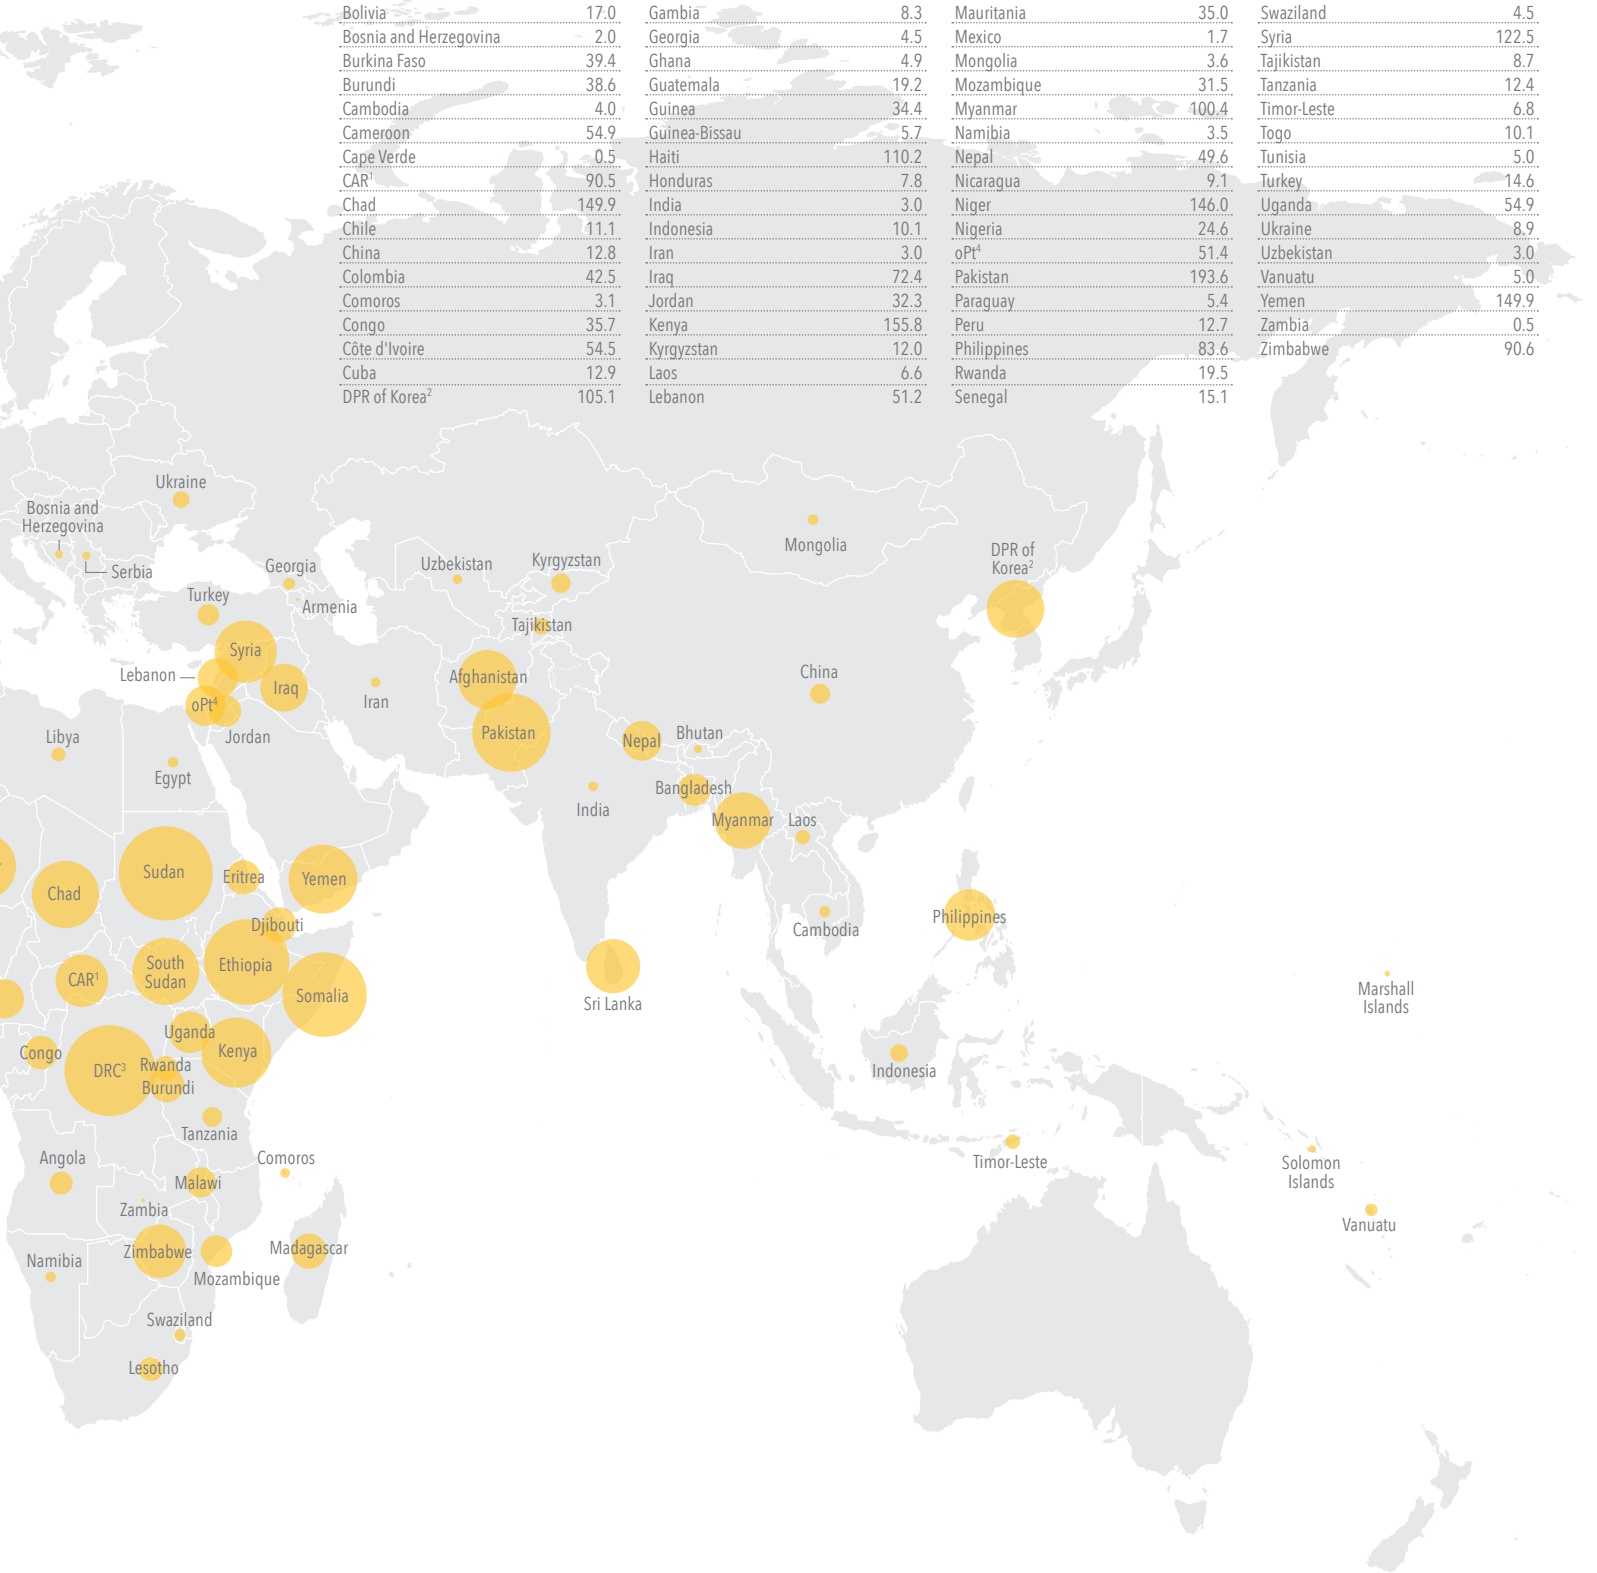 Bolivia 17.0
Bosnia and Herzegovina 2.0
Burkina Faso 39.4
Burundi 38.6
Cambodia 4.0
Cameroon 54.9
Cape Verde 0.5
CAR1 90.5
Chad 149.9
Chile 11.1
China 12.8
Colombia 42.5
Comoros 3.1
Congo 35.7
Côte d'Ivoire 54.5
Cuba 12.9
DPR of Korea2 105.1
Gambia 8.3
Georgia 4.5
Ghana 4.9
Guatemala 19.2
Guinea 34.4
Guinea-Bissau 5.7
Haiti 110.2
Honduras 7.8
India 3.0
Indonesia 10.1
Iran 3.0
Iraq 72.4
Jordan 32.3
Kenya 155.8
Kyrgyzstan 12.0
Laos 6.6
Lebanon 51.2
Mauritania 35.0
Mexico 1.7
Mongolia 3.6
Mozambique 31.5
Myanmar 100.4
Namibia 3.5
Nepal 49.6
Nicaragua 9.1
Niger 146.0
Nigeria 24.6
oPt4 51.4
Pakistan 193.6
Paraguay 5.4
Peru 12.7
Philippines 83.6
Rwanda 19.5
Senegal 15.1
Swaziland 4.5
Syria 122.5
Tajikistan 8.7
Tanzania 12.4
Timor-Leste 6.8
Togo 10.1
Tunisia 5.0
Turkey 14.6
Uganda 54.9
Ukraine 8.9
Uzbekistan 3.0
Vanuatu 5.0
Yemen 149.9
Zambia 0.5
Zimbabwe 90.6
Ukraine
Bosnia and
Herzegovina
Serbia
Georgia
Armenia
Turkey
Uzbekistan
Kyrgyzstan
Tajikistan
Mongolia
DPR of
Korea2
Syria
Lebanon
Iraq
oPt4
Jordan
Iran
Afghanistan
Pakistan
China
Libya
Egypt
Nepal
Bhutan
India
Bangladesh
Myanmar
Laos
Chad
Sudan
Eritrea
Yemen
Djibouti
Cambodia
Philippines
CAR1
South
Sudan
Ethiopia
Somalia
Sri Lanka
Marshall
Islands
Congo
DRC3
Uganda
Rwanda
Burundi
Kenya
Indonesia
Tanzania
Angola
Comoros
Malawi
Zambia
Timor-Leste
Solomon
Islands
Vanuatu
Namibia
Zimbabwe
Mozambique
Madagascar
Swaziland
Lesotho